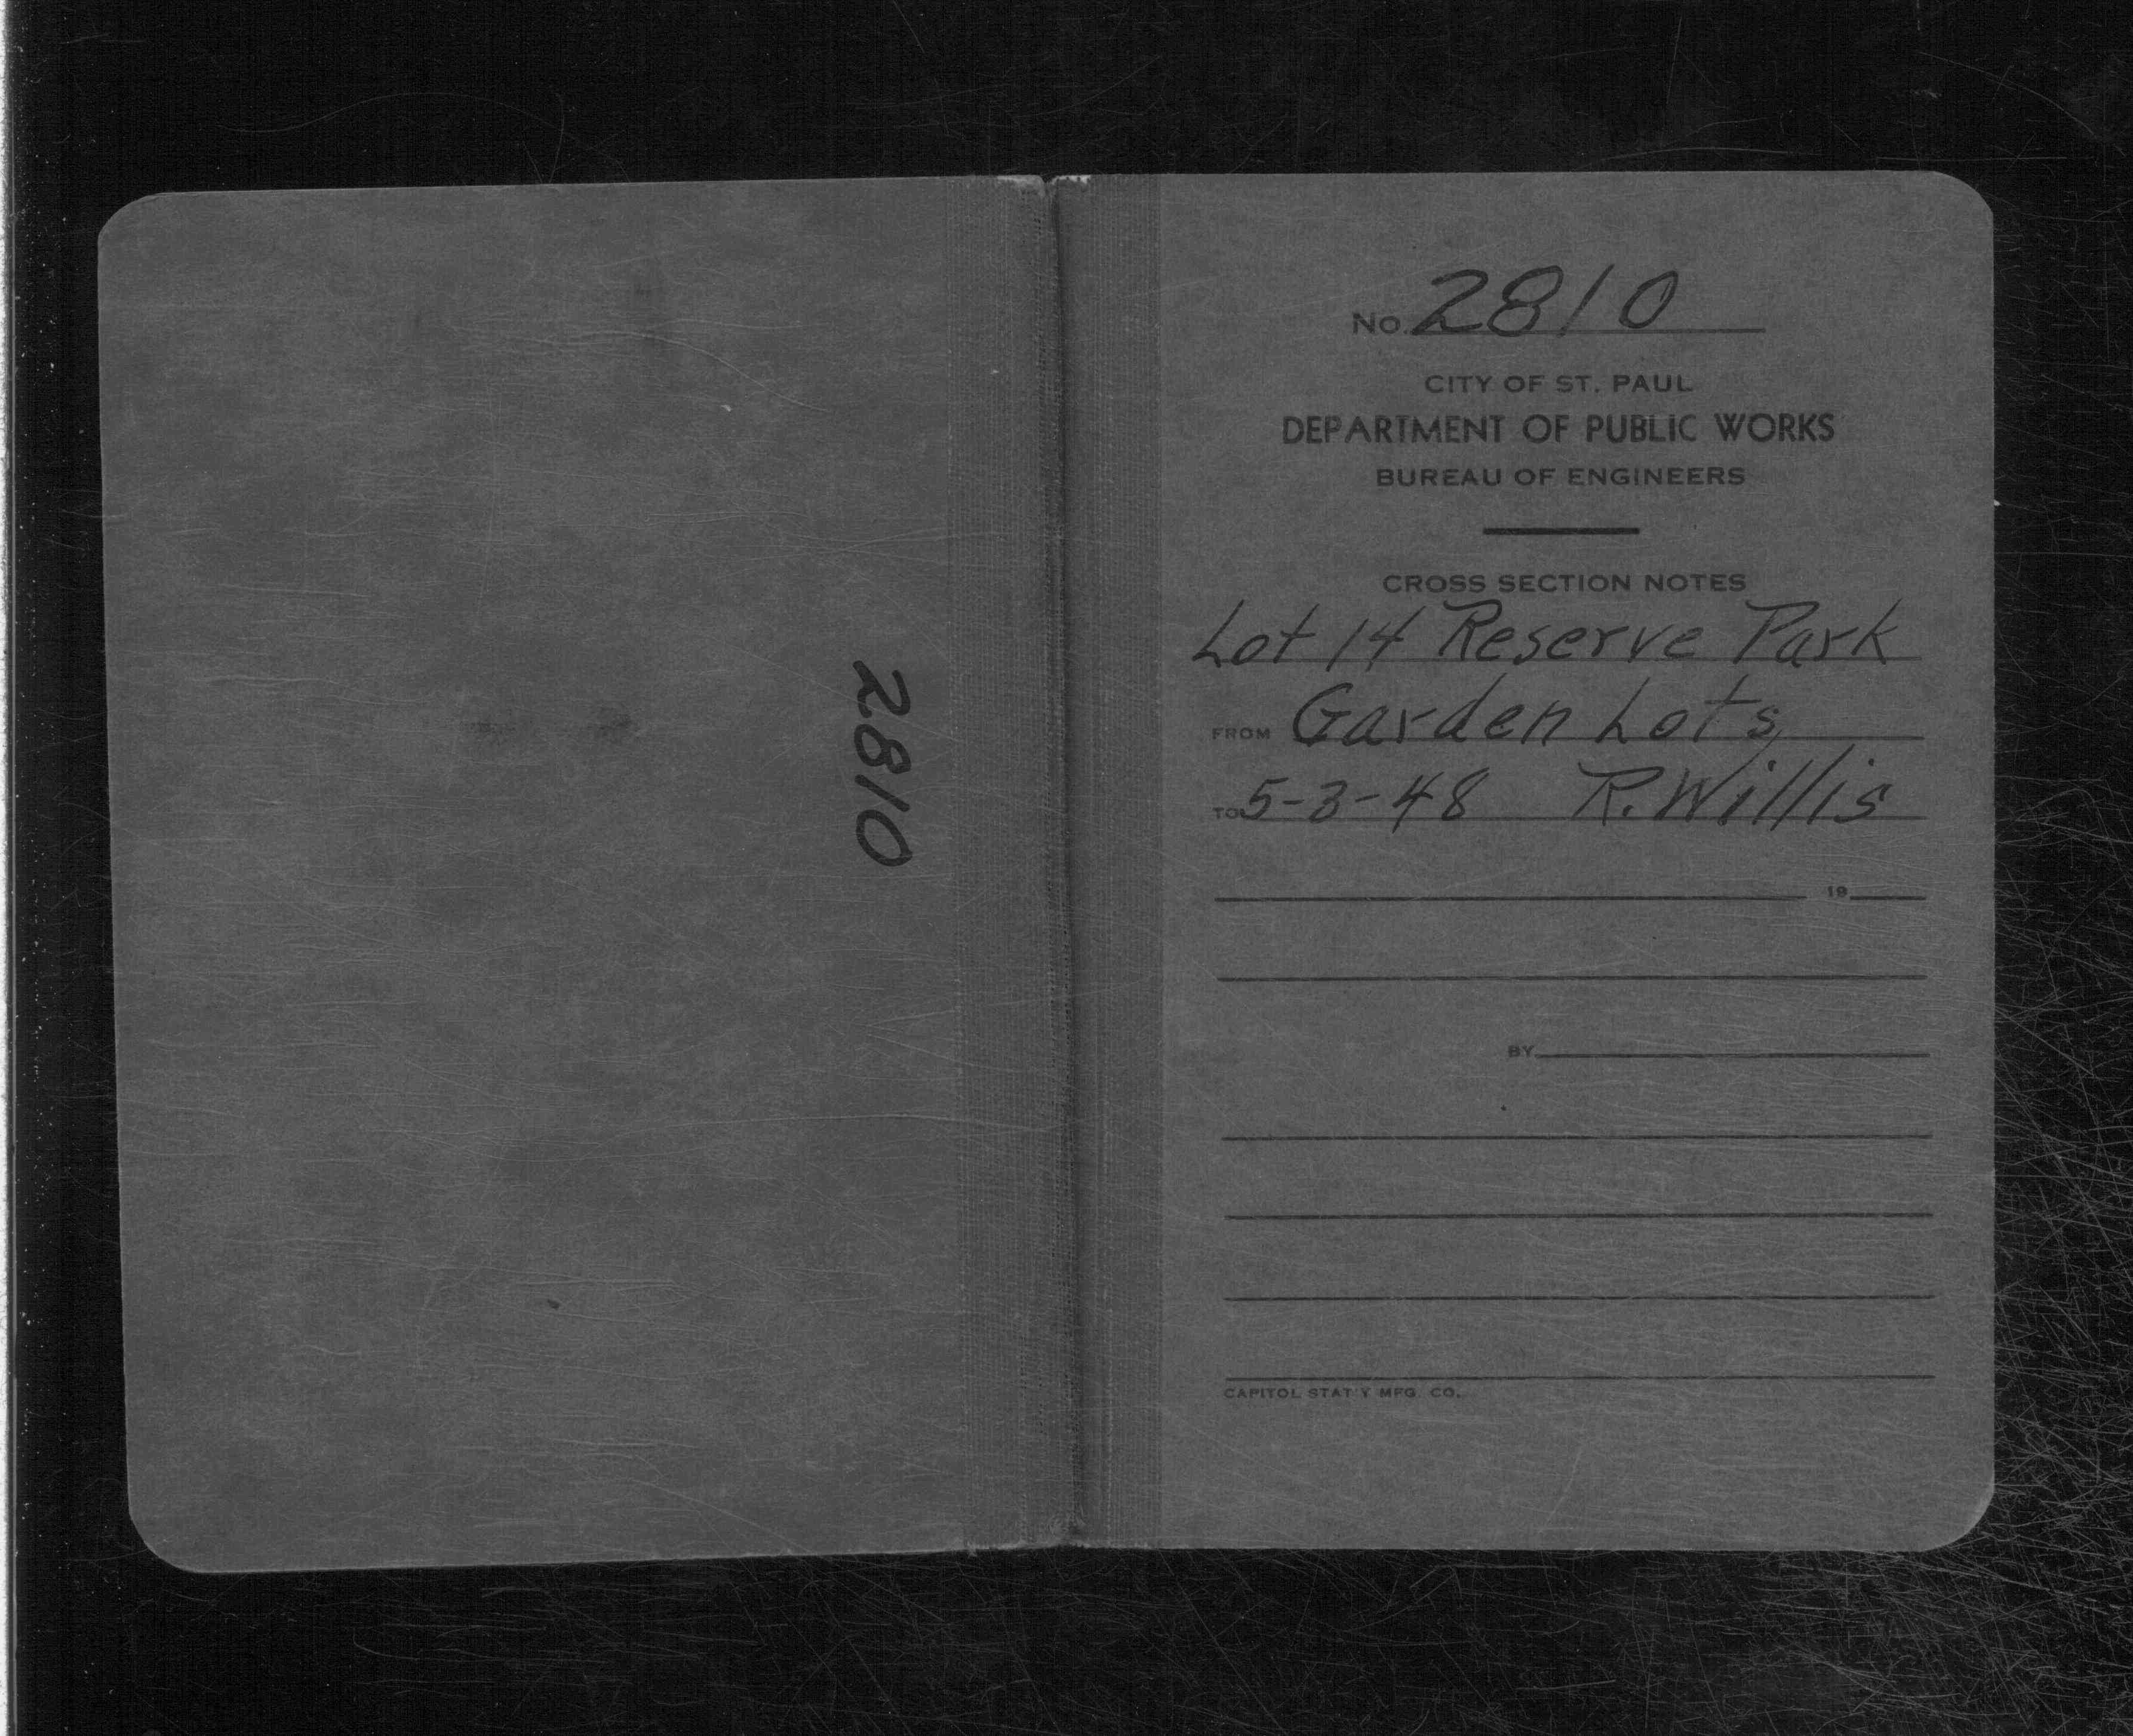 2810
No. 2810
CITY OF ST. PAUL
DEPARTMENT OF PUBLIC WORKS
BUREAU OF ENGINEERS
CROSS SECTION NOTES
Lot 14 Reserve Park
FROM Garden Lots
TO 5-3-48 R. Willis
19
BY
CAPITOL STAT'Y MFG. CO.